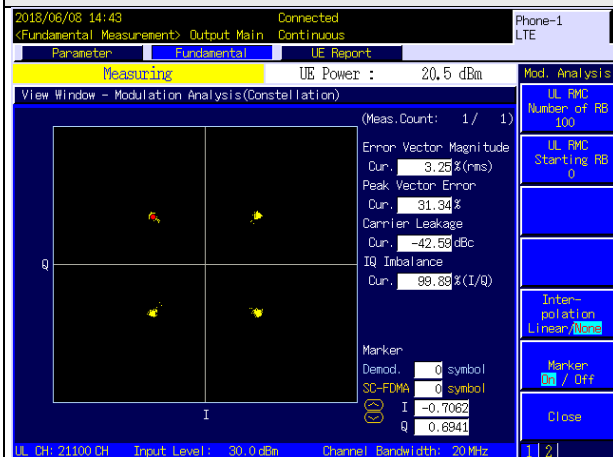 2018/06/08 14:43 Connected Phone-1
<Fundamental Measurement> Output Main Continuous LTE
Parameter Fundamental UE Report
Measuring UE Power : 20.5 dBm Mod. Analysis
View Window - Modulation Analysis(Constellation)
(Meas.Count: 1/ 1)
Error Vector Magnitude
Cur. 3.25 %(rms)
Peak Vector Error
Cur. 31.34 %
Carrier Leakage
Cur. -42.59 dBc
IQ Imbalance
Cur. 99.89 %(I/Q)
Q
I
Marker
Demod. 0 symbol
SC-FDMA 0 symbol
I -0.7062
Q 0.6941
UL RMC
Number of RB
100
UL RMC
Starting RB
0
Inter-
polation
Linear/None
Marker
On / Off
Close
UL CH: 21100 CH Input Level: 30.0 dBm Channel Bandwidth: 20 MHz 1 2